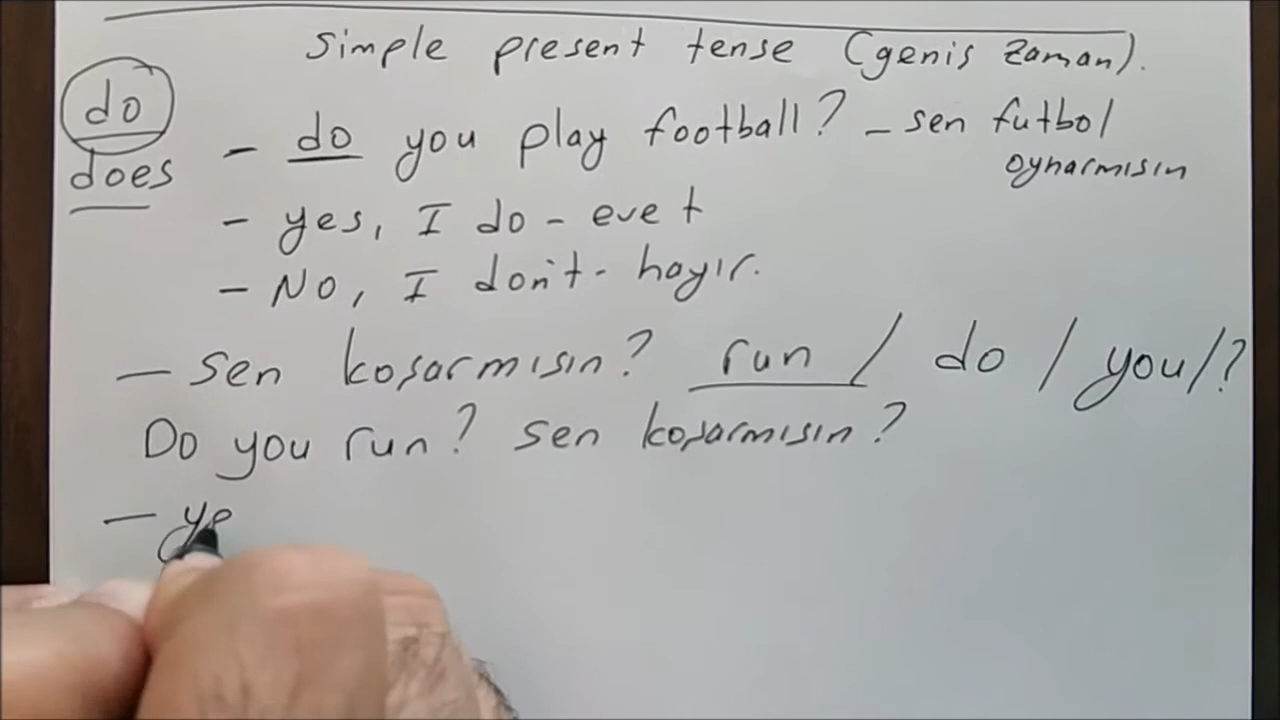 simple present tense (genis zaman).
do
does
- do you play football? - sen futbol
oynarmısın
- yes, I do - evet
- No, I don't - hayır.
- sen koşarmısın? run / do / you/?
Do you run? sen koşarmısın?
- ye